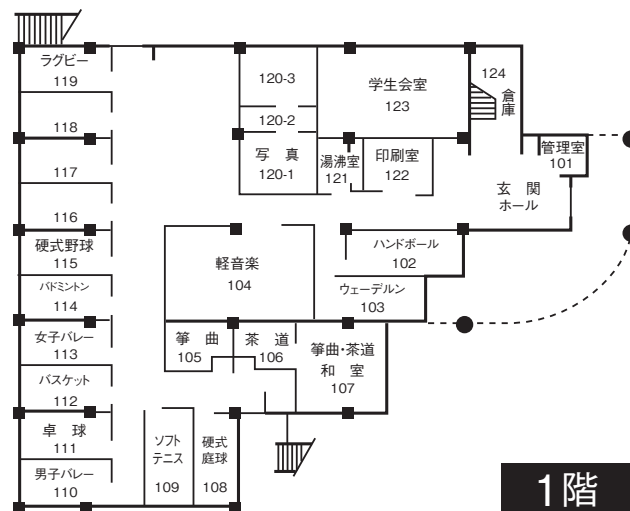 ラグビー
119
118
117
116
硬式野球
115
バドミントン
114
女子バレー
113
バスケット
112
卓球
111
男子バレー
110
120-3
120-2
写真
120-1
学生会室
123
124
倉庫
湯沸室
121
印刷室
122
管理室
101
玄関
ホール
軽音楽
104
ハンドボール
102
ウェーデルン
103
箏曲
105
茶道
106
箏曲・茶道
和室
107
ソフト
テニス
109
硬式
庭球
108
1階